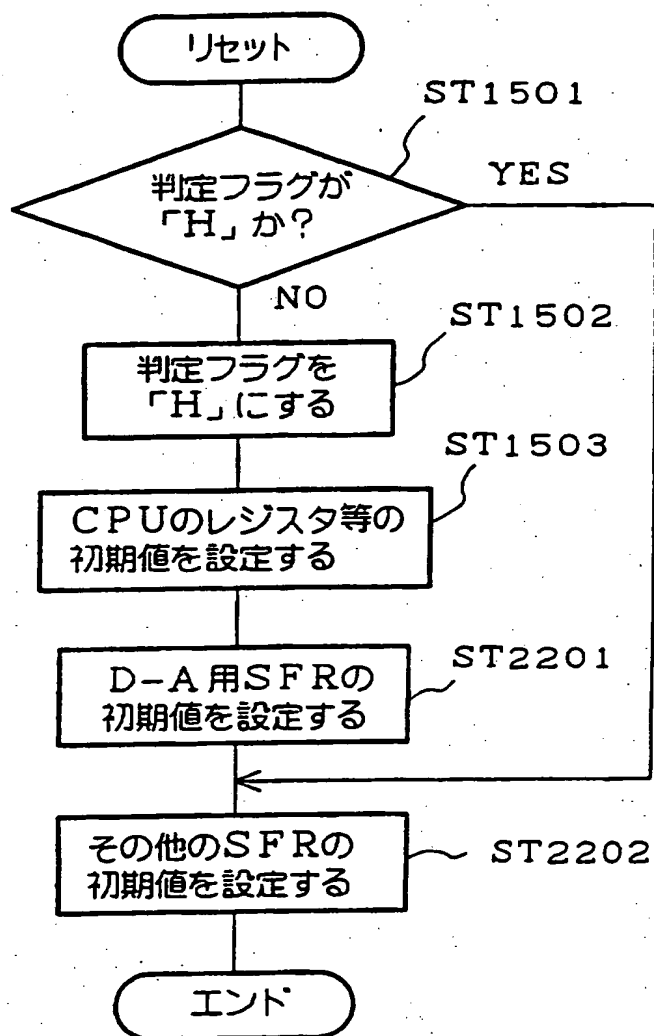 リセット
ST1501
判定フラグが
「H」か?
YES
NO
ST1502
判定フラグを
「H」にする
ST1503
CPUのレジスタ等の
初期値を設定する
ST2201
D-A用SFRの
初期値を設定する
その他のSFRの
初期値を設定する
ST2202
エンド